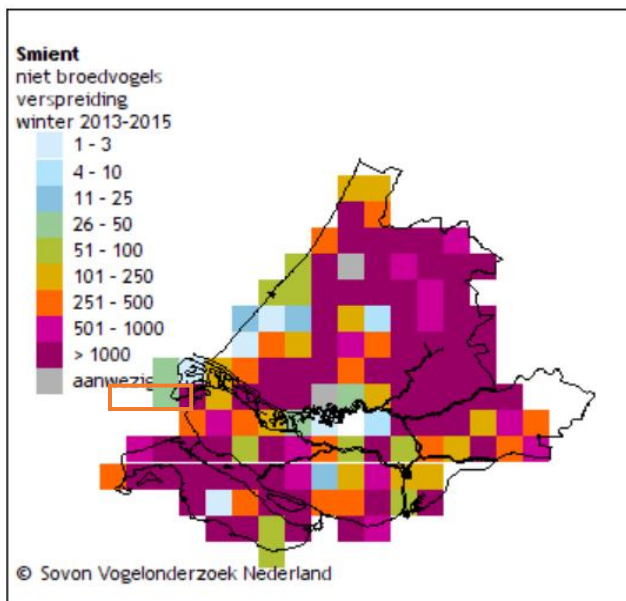 Smient
niet broedvogels
verspreiding
winter 2013-2015
1 - 3
4 - 10
11 - 25
26 - 50
51 - 100
101 - 250
251 - 500
501 - 1000
> 1000
aanwezig
© Sovon Vogelonderzoek Nederland